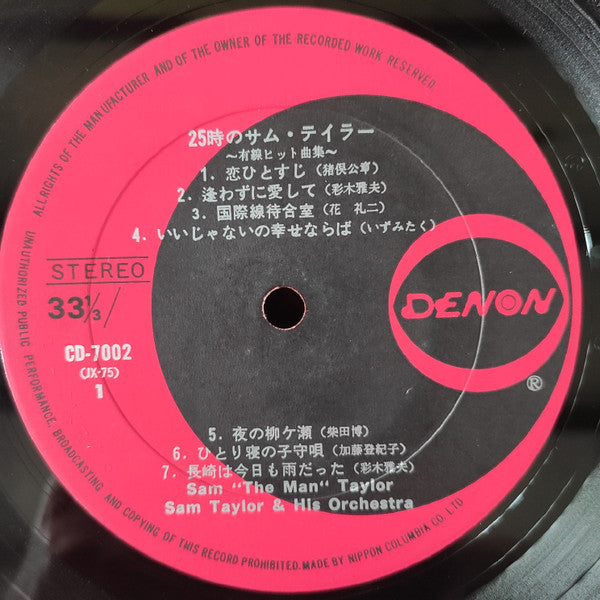 ALL RIGHTS OF THE MANUFACTURER AND OF THE OWNER OF THE RECORDED WORK RESERVED.
25時のサム・テイラー
～有線ヒット曲集～
1. 恋ひとすじ (猪俣公章)
2. 逢わずに愛して (彩木雅夫)
3. 国際線待合室 (花 礼二)
4. いいじゃないの幸せならば (いずみたく)
STEREO
33 1/3
DENON
®
CD-7002
(JX-75)
1
5. 夜の柳ケ瀬 (柴田博)
6. ひとり寝の子守唄 (加藤登紀子)
7. 長崎は今日も雨だった (彩木雅夫)
Sam "The Man" Taylor
Sam Taylor & His Orchestra
UNAUTHORIZED PUBLIC PERFORMANCE, BROADCASTING AND COPYING OF THIS RECORD PROHIBITED. MADE BY NIPPON COLUMBIA CO. LTD.